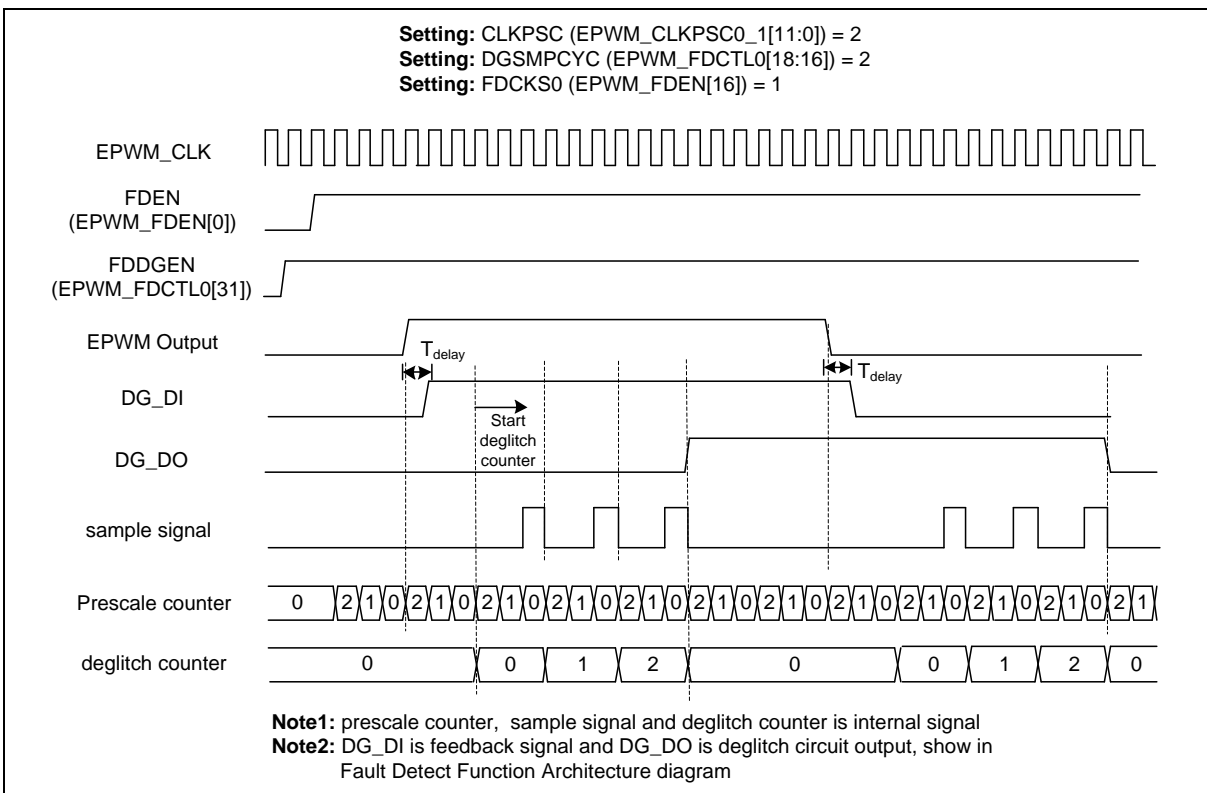 Setting: CLKPSC (EPWM_CLKPSC0_1[11:0]) = 2
Setting: DGSMPCYC (EPWM_FDCTL0[18:16]) = 2
Setting: FDCKS0 (EPWM_FDEN[16]) = 1
EPWM_CLK
FDEN
(EPWM_FDEN[0])
FDDGEN
(EPWM_FDCTL0[31])
EPWM Output
Tdelay
Tdelay
DG_DI
Start
deglitch
counter
DG_DO
sample signal
Prescale counter 0 2 1 0 2 1 0 2 1 0 2 1 0 2 1 0 2 1 0 2 1 0 2 1 0 2 1 0 2 1 0 2 1 0 2 1
deglitch counter 0 0 1 2 0 0 1 2 0
Note1: prescale counter, sample signal and deglitch counter is internal signal
Note2: DG_DI is feedback signal and DG_DO is deglitch circuit output, show in
Fault Detect Function Architecture diagram